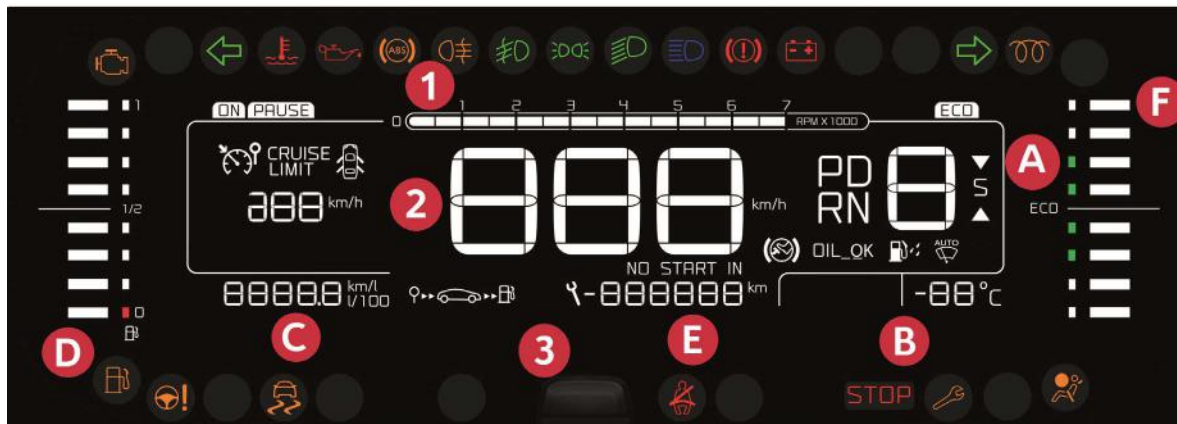 ABS
1
1 2 3 4 5 6 7
0 RPM X 1000
F
1
ON PAUSE
ECO
CRUISE
LIMIT
PD
RN
8
S
A
2
888 km/h
888 km/h
1/2
ECO
OIL_OK
AUTO
NO START IN
8888.8 km/l
l/100
-888888 km
-88°C
0
D
C
3
E
B
STOP